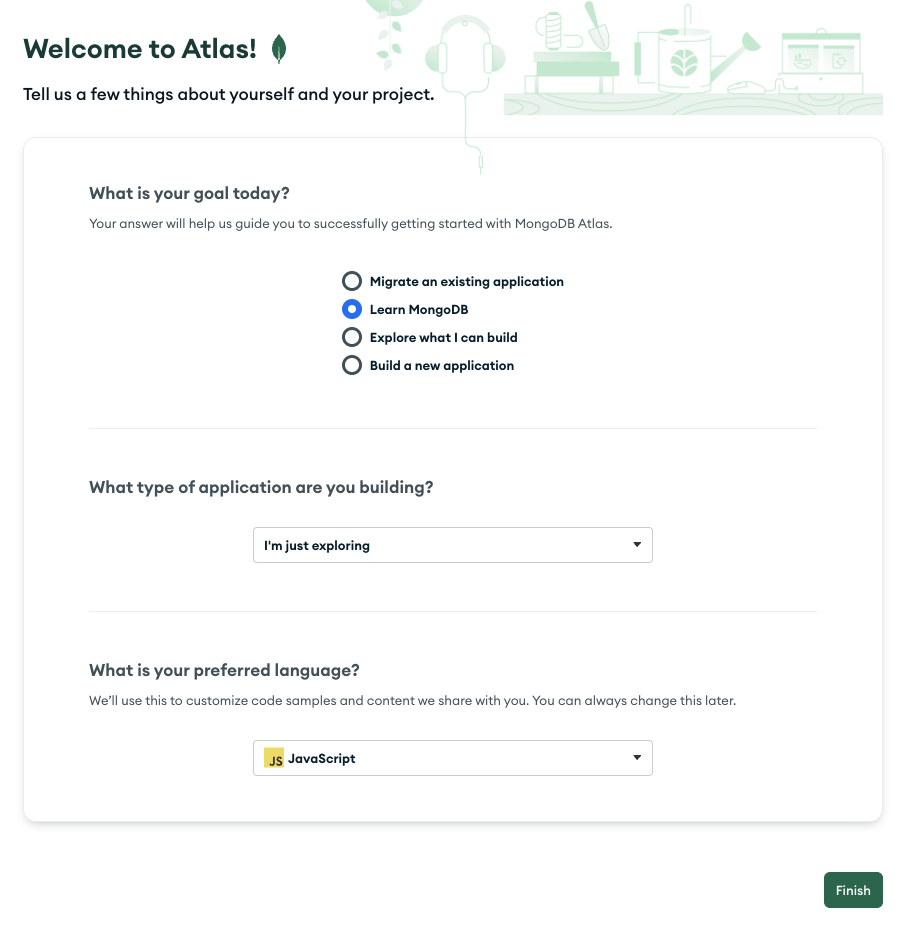 Welcome to Atlas!
Tell us a few things about yourself and your project.
What is your goal today?
Your answer will help us guide you to successfully getting started with MongoDB Atlas.
Migrate an existing application
Learn MongoDB
Explore what I can build
Build a new application
What type of application are you building?
I'm just exploring
What is your preferred language?
We’ll use this to customize code samples and content we share with you. You can always change this later.
JS JavaScript
Finish